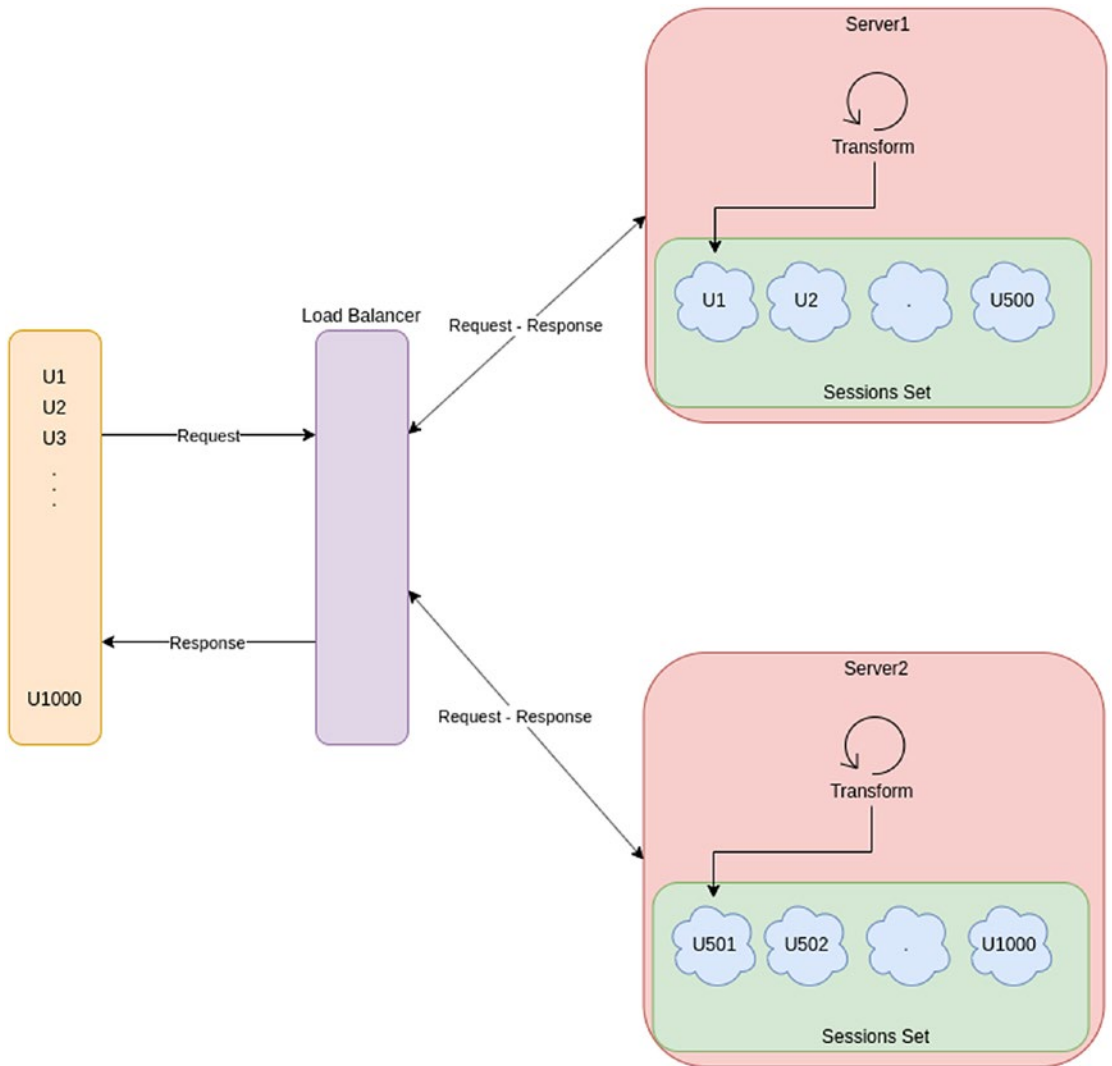 Server1
Transform
U1
U2
.
U500
Sessions Set
Load Balancer
Request - Response
U1
U2
U3
.
.
.
U1000
Request
Response
Request - Response
Server2
Transform
U501
U502
.
U1000
Sessions Set